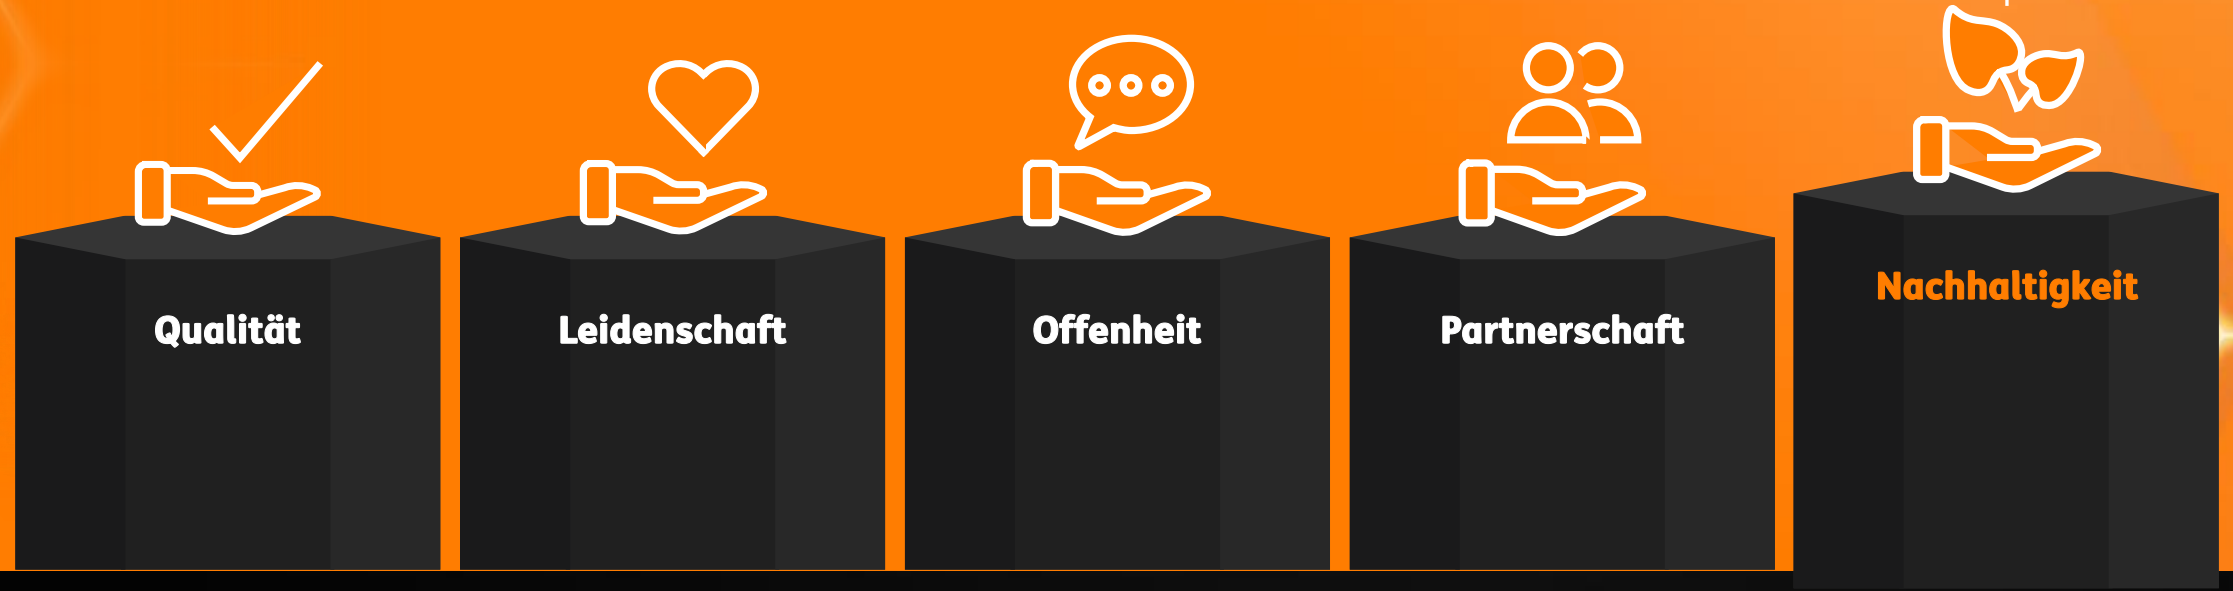 Qualität
Leidenschaft
Offenheit
Partnerschaft
Nachhaltigkeit